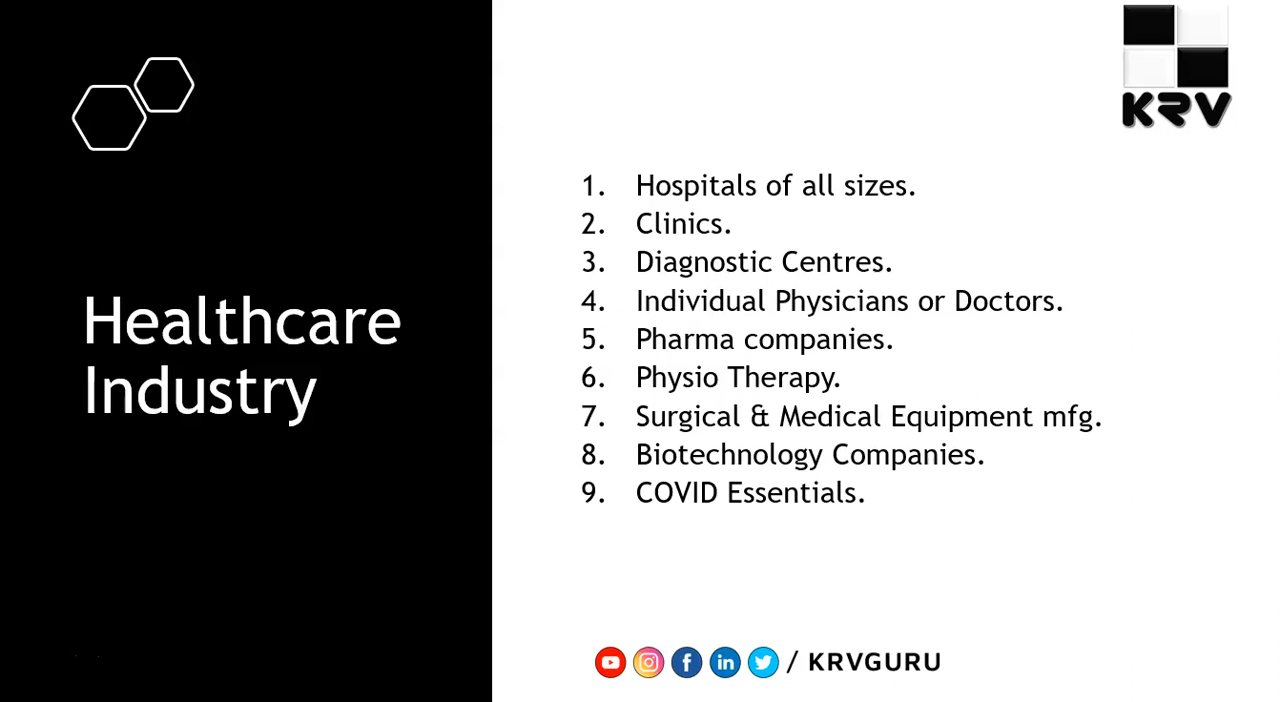 KRV
Healthcare
Industry
1. Hospitals of all sizes.
2. Clinics.
3. Diagnostic Centres.
4. Individual Physicians or Doctors.
5. Pharma companies.
6. Physio Therapy.
7. Surgical & Medical Equipment mfg.
8. Biotechnology Companies.
9. COVID Essentials.
/ KRVGURU